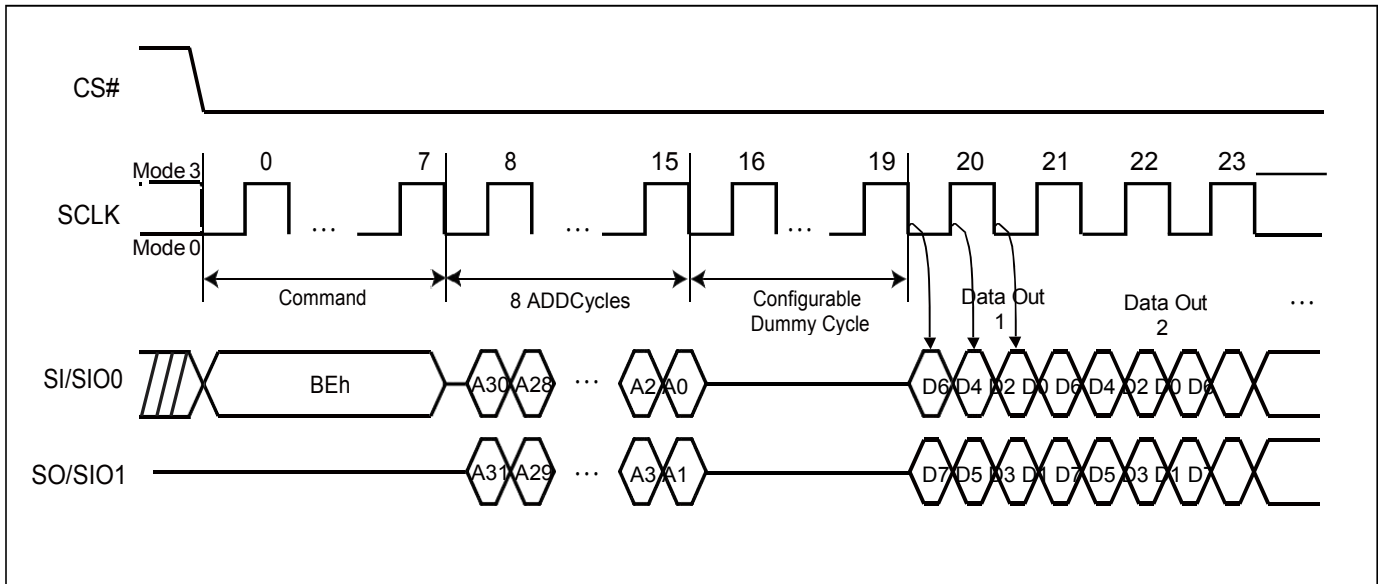 CS#
Mode 3
0 7 8 15 16 19 20 21 22 23
SCLK
... ... ...
Mode 0
Command
8 ADDCycles
Configurable
Dummy Cycle
Data Out
1
Data Out
2
...
SI/SIO0
BEh
A30 A28 ... A2 A0
D6 D4 D2 D0 D6 D4 D2 D0 D6
SO/SIO1
A31 A29 ... A3 A1
D7 D5 D3 D1 D7 D5 D3 D1 D7